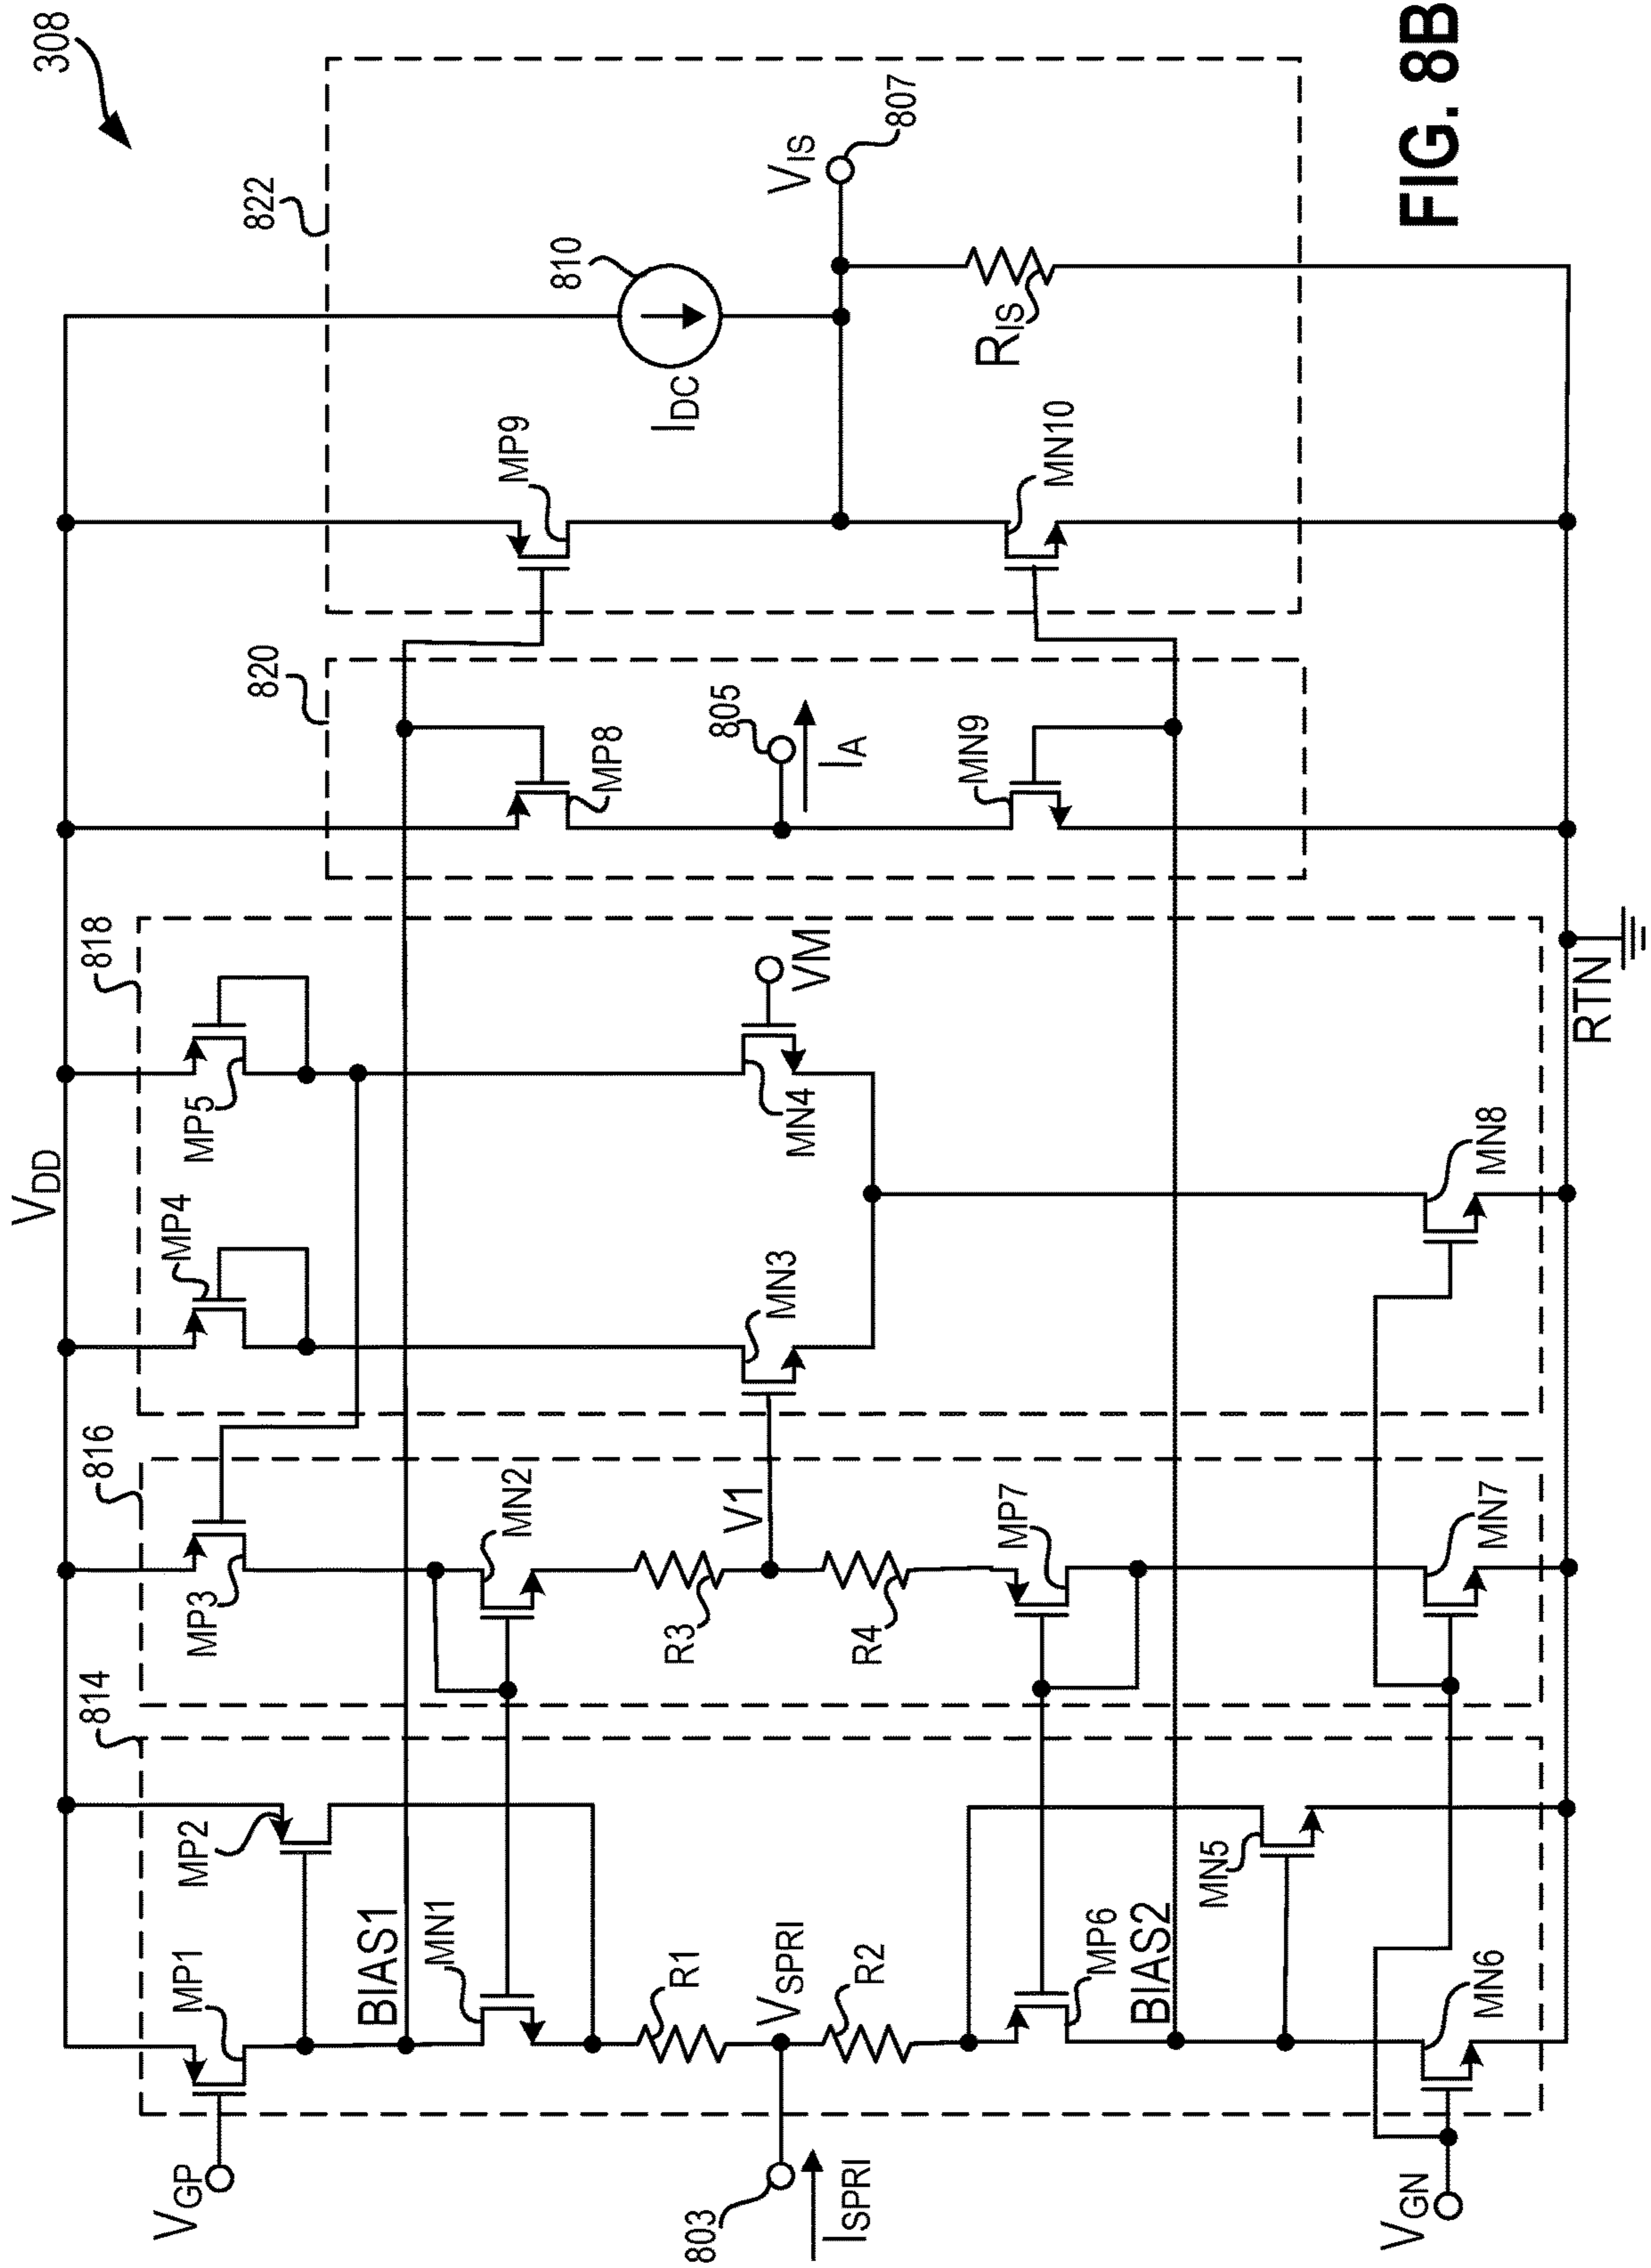 308
822
820
818
816
814
V_DD
MP5
MP4
MP3
MP2
MP1
MP9
MP8
810
I_DC
V_IS
807
R_IS
MN10
805
I_A
MN9
VM
MN4
MN3
MN8
MN2
V1
R3
R4
MP7
MN7
BIAS1
MN1
R1
V_SPRI
R2
MP6
BIAS2
MN5
MN6
V_GP
803
I_SPRI
V_GN
RTN
FIG. 8B